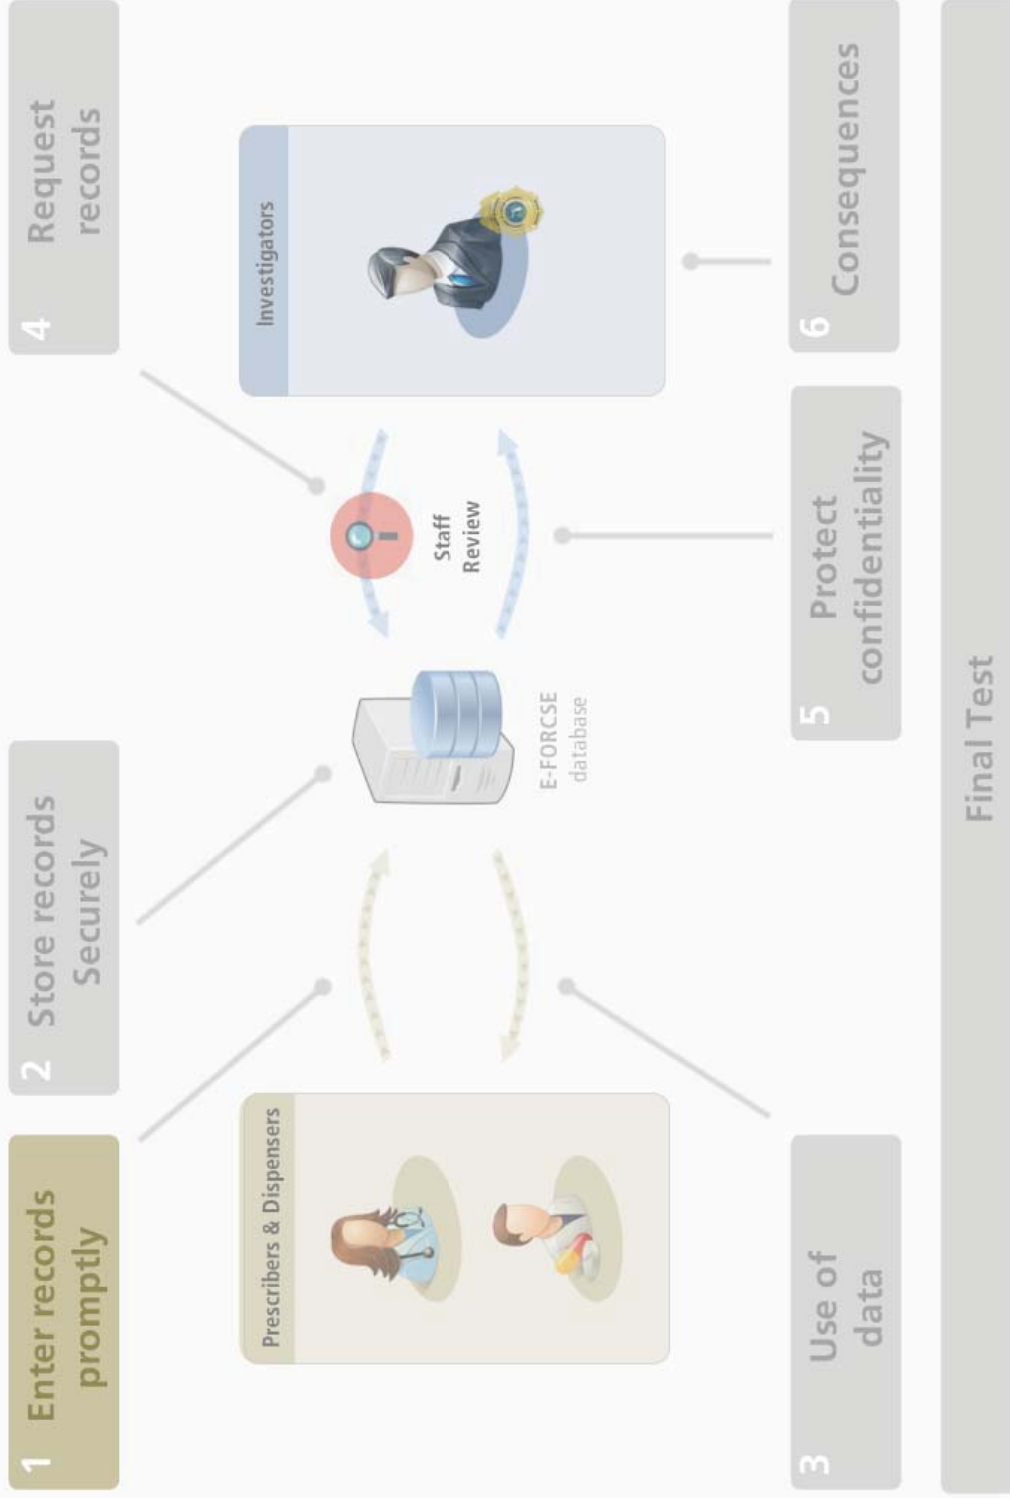 1 Enter records
promptly
2 Store records
Securely
4 Request
records
Prescribers & Dispensers
E-FORCSE
database
Staff
Review
Investigators
3 Use of
data
5 Protect
confidentiality
6 Consequences
Final Test